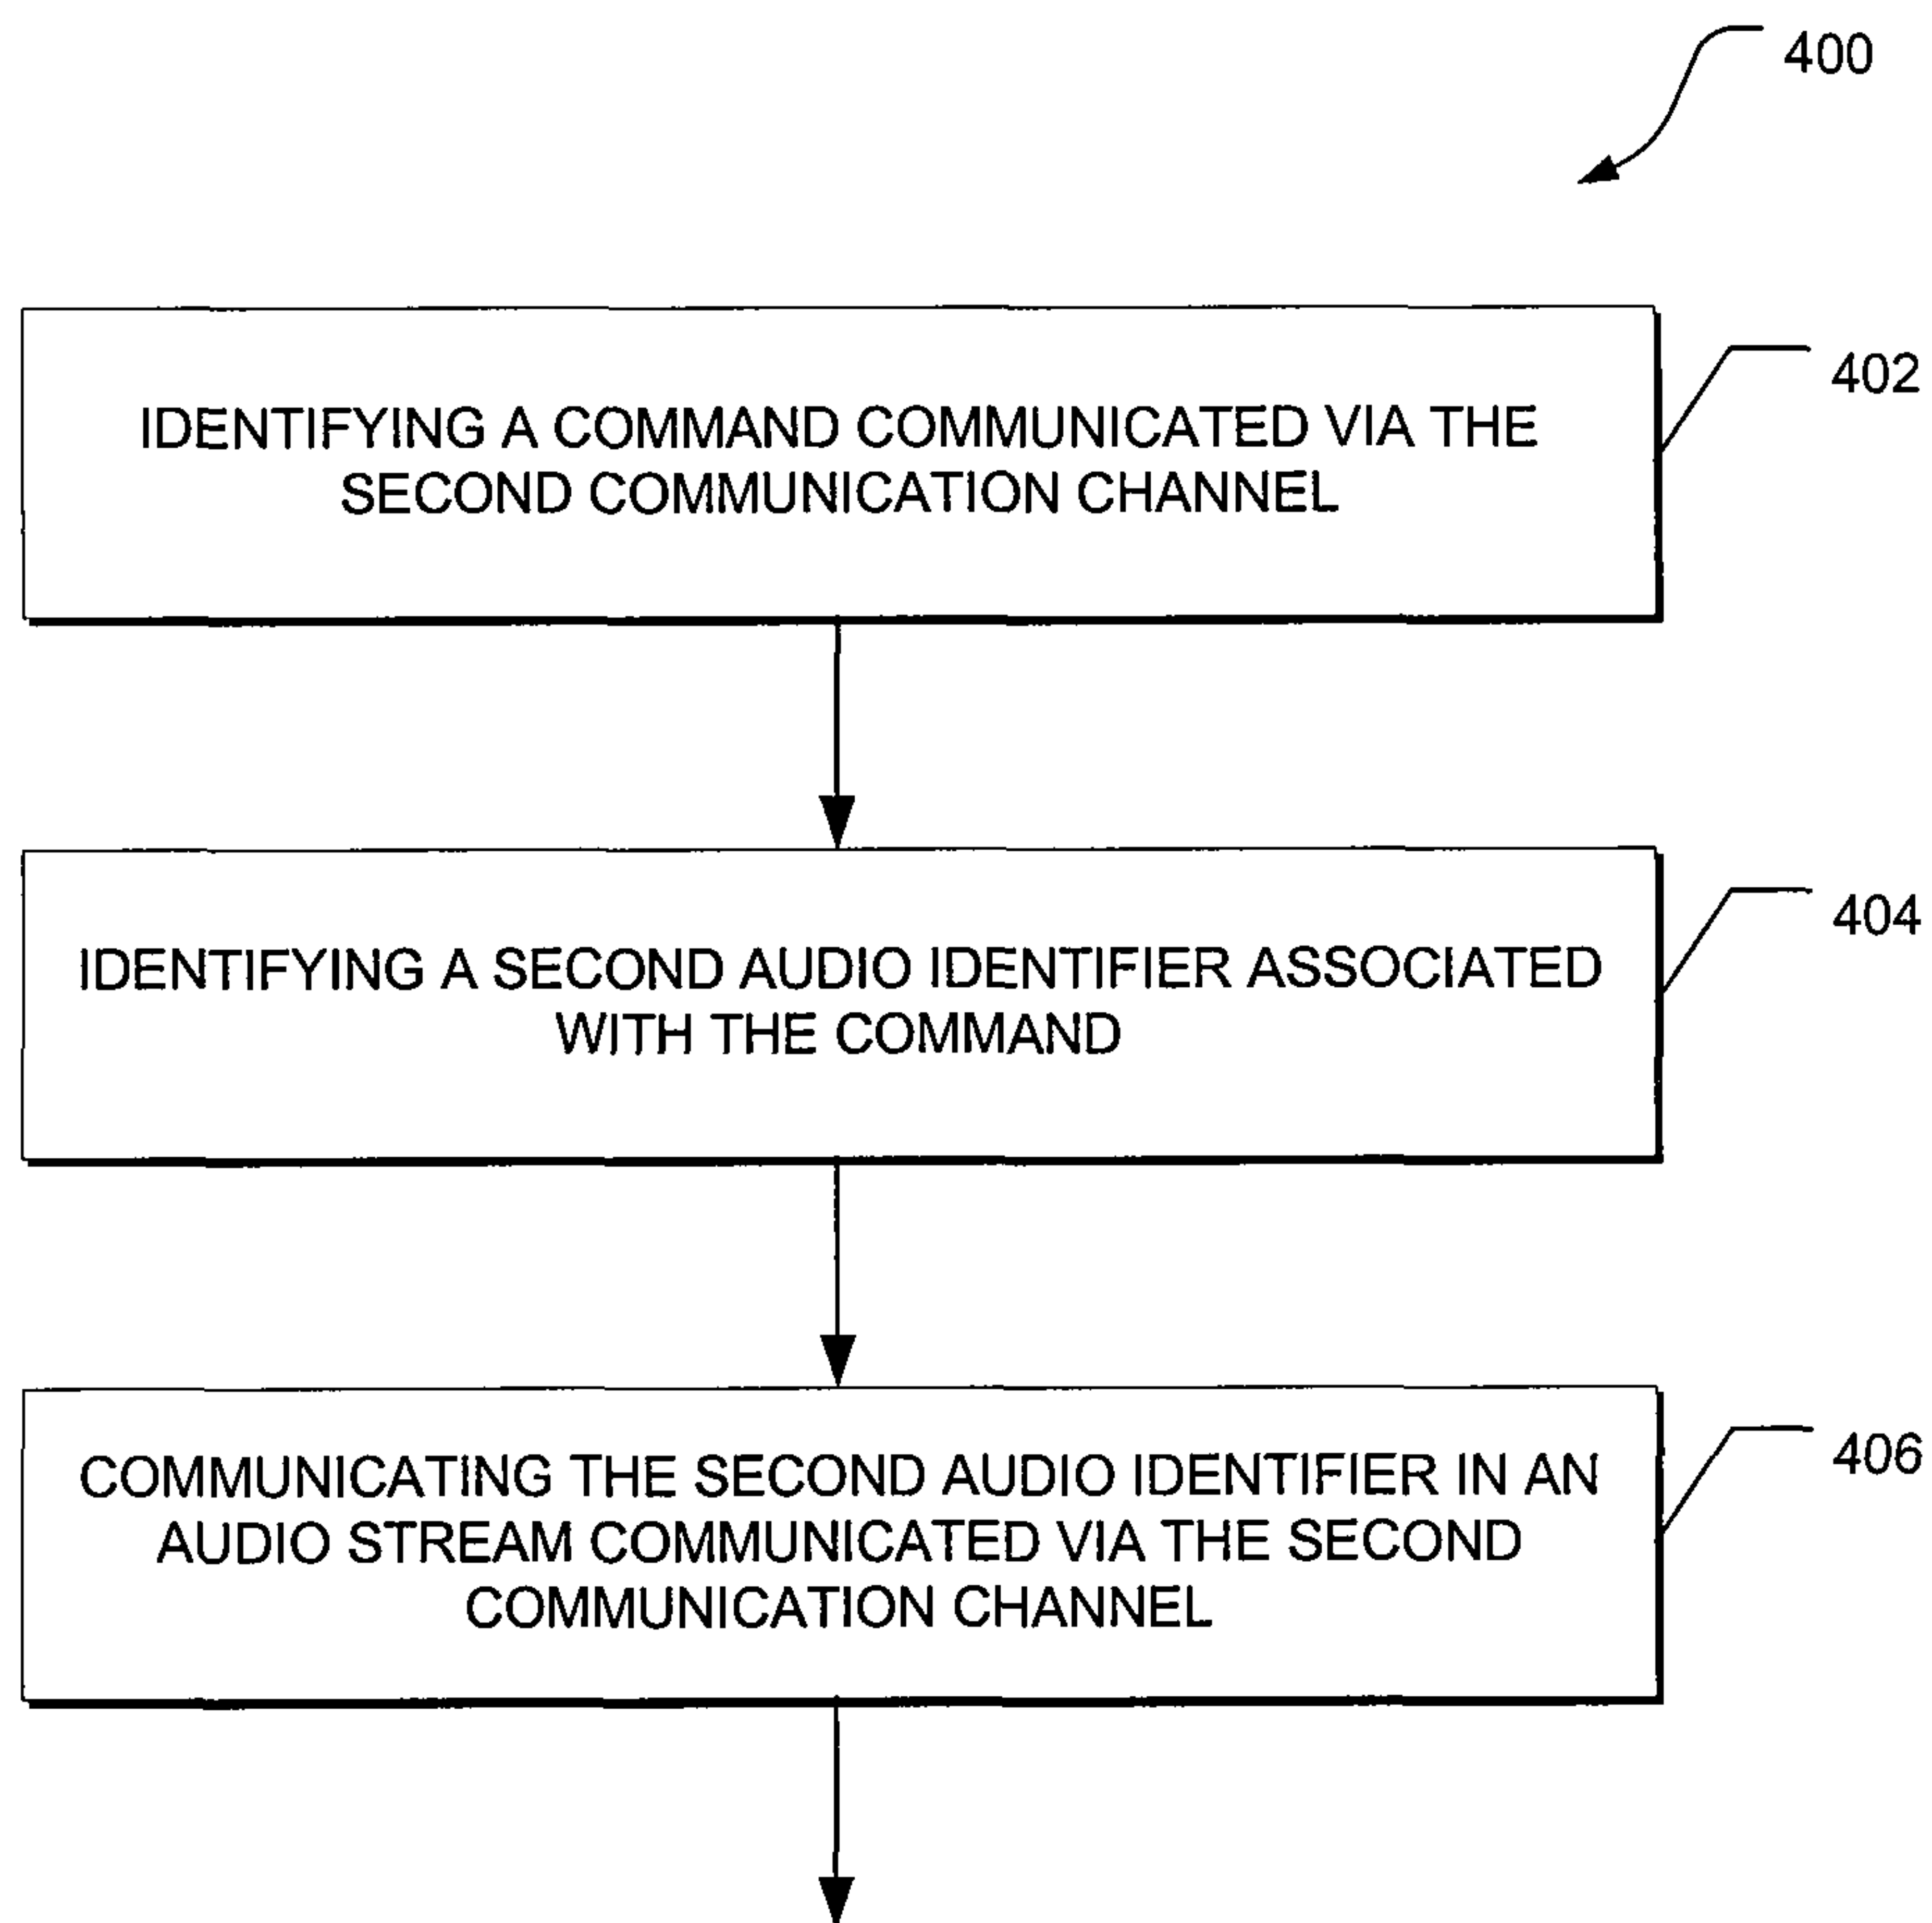 400
402
IDENTIFYING A COMMAND COMMUNICATED VIA THE
SECOND COMMUNICATION CHANNEL
404
IDENTIFYING A SECOND AUDIO IDENTIFIER ASSOCIATED
WITH THE COMMAND
406
COMMUNICATING THE SECOND AUDIO IDENTIFIER IN AN
AUDIO STREAM COMMUNICATED VIA THE SECOND
COMMUNICATION CHANNEL